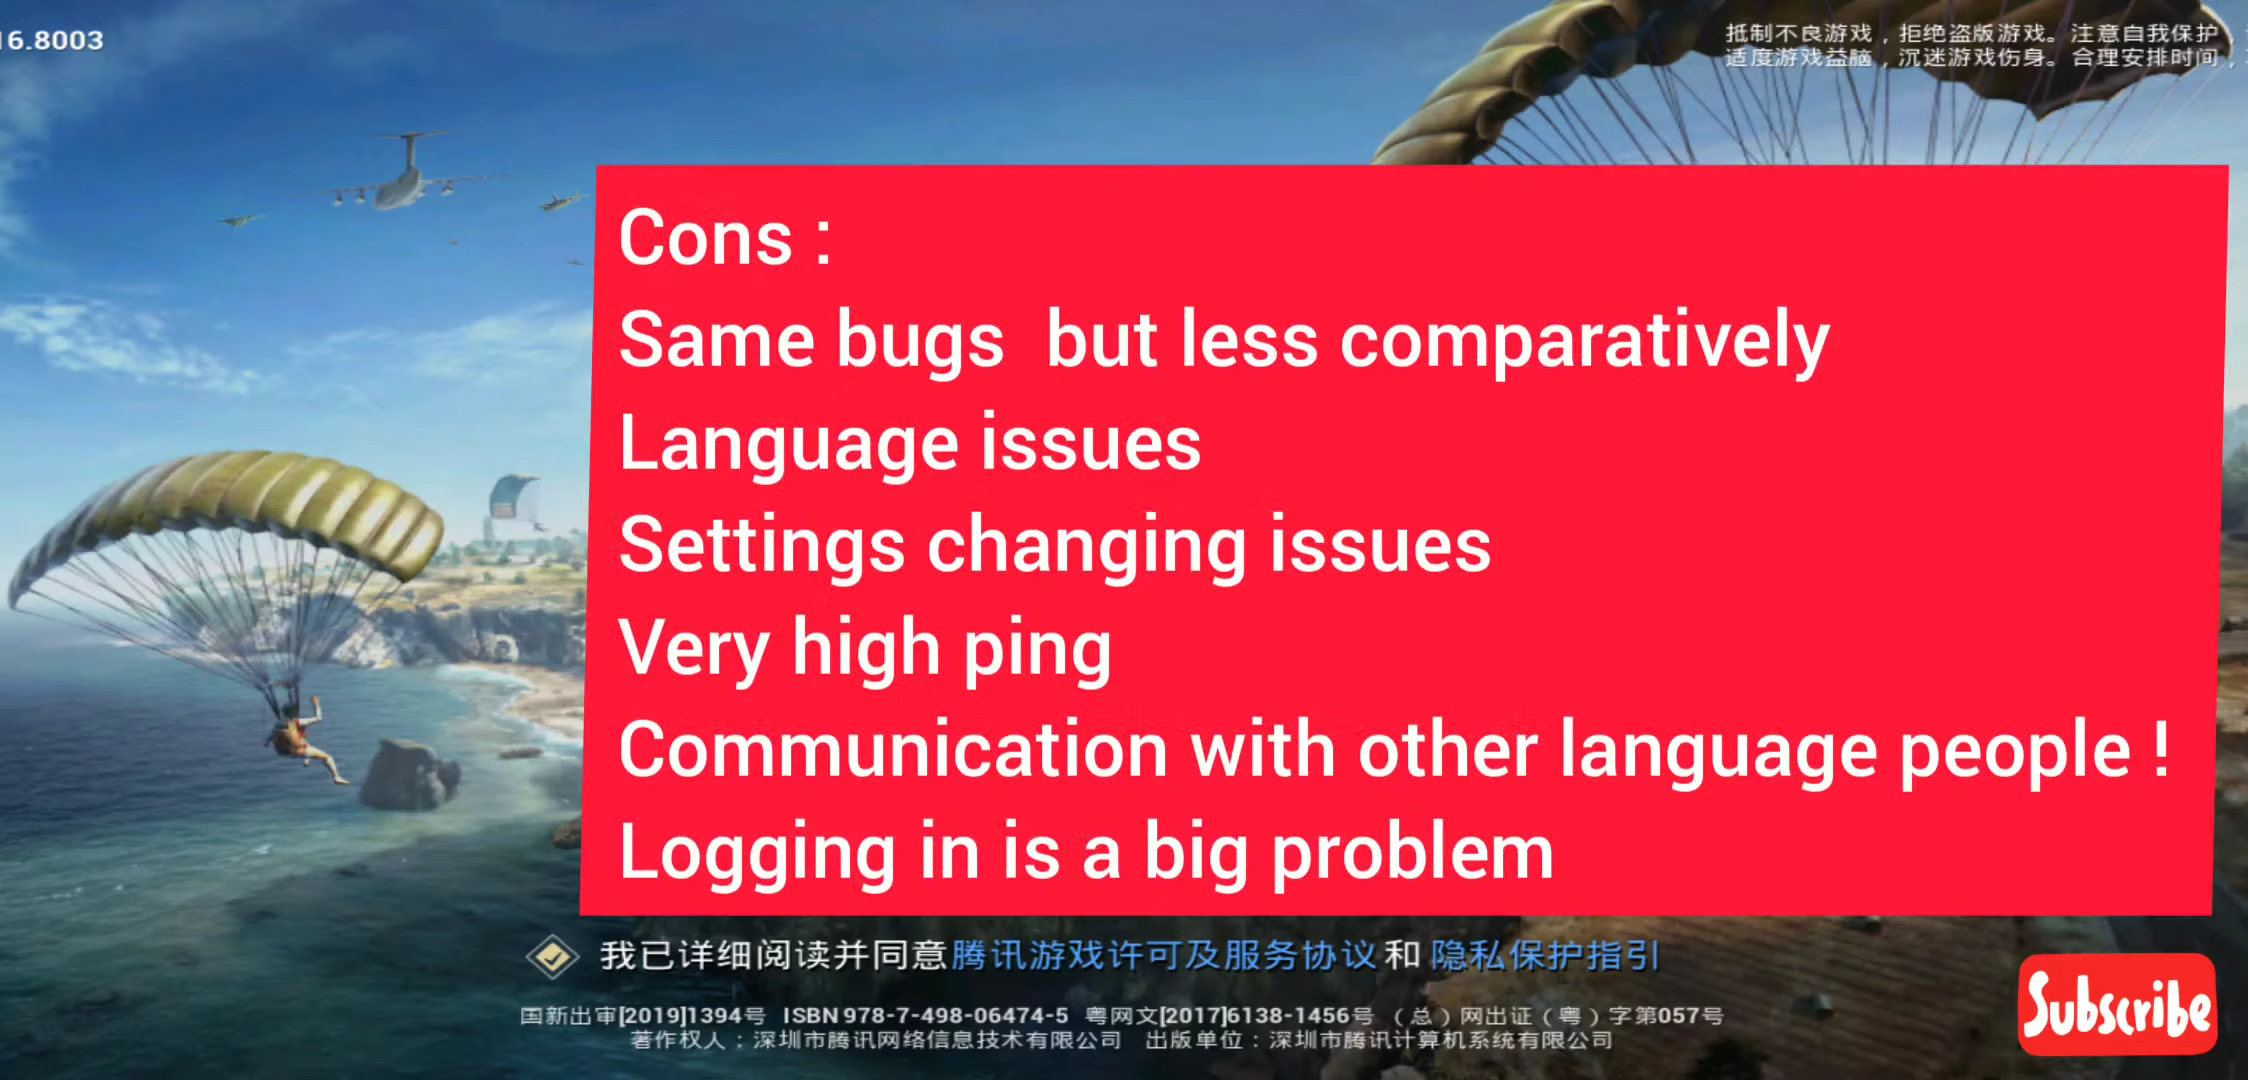 16.8003
抵制不良游戏，拒绝盗版游戏。注意自我保护，
适度游戏益脑，沉迷游戏伤身。合理安排时间，
Cons :
Same bugs  but less comparatively
Language issues
Settings changing issues
Very high ping
Communication with other language people !
Logging in is a big problem
我已详细阅读并同意腾讯游戏许可及服务协议和隐私保护指引
国新出审[2019]1394号 ISBN 978-7-498-06474-5 粤网文[2017]6138-1456号 （总）网出证（粤）字第057号
著作权人：深圳市腾讯网络信息技术有限公司 出版单位：深圳市腾讯计算机系统有限公司
Subscribe